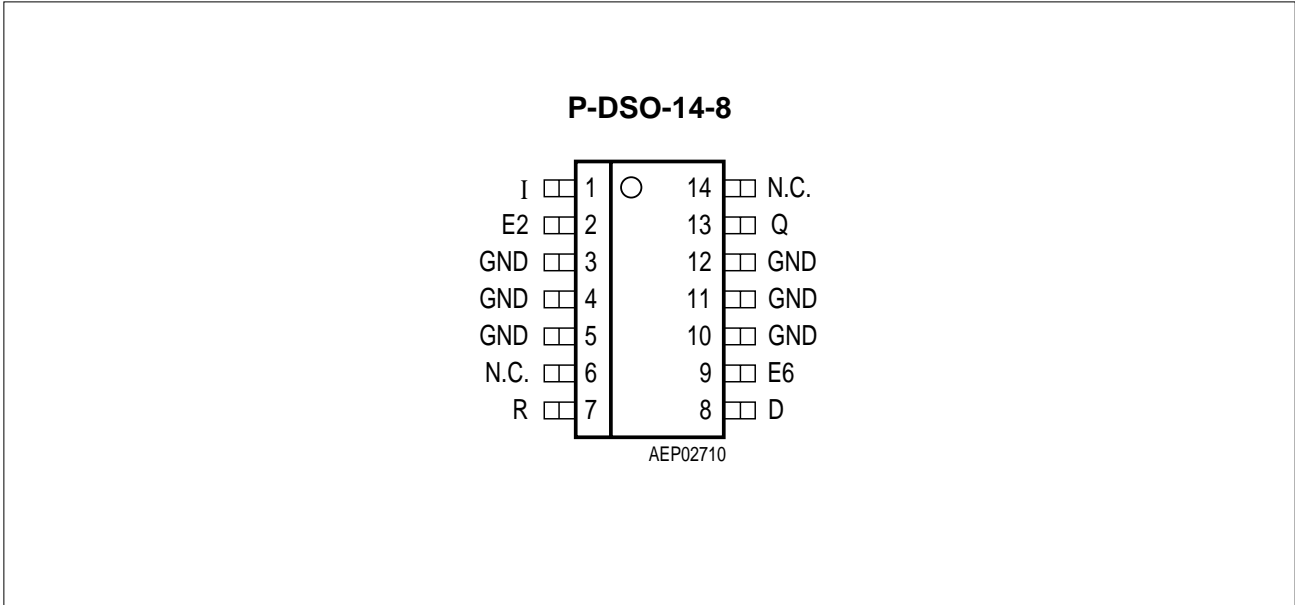 P-DSO-14-8
I 1 14 N.C.
E2 2 13 Q
GND 3 12 GND
GND 4 11 GND
GND 5 10 GND
N.C. 6 9 E6
R 7 8 D
AEP02710